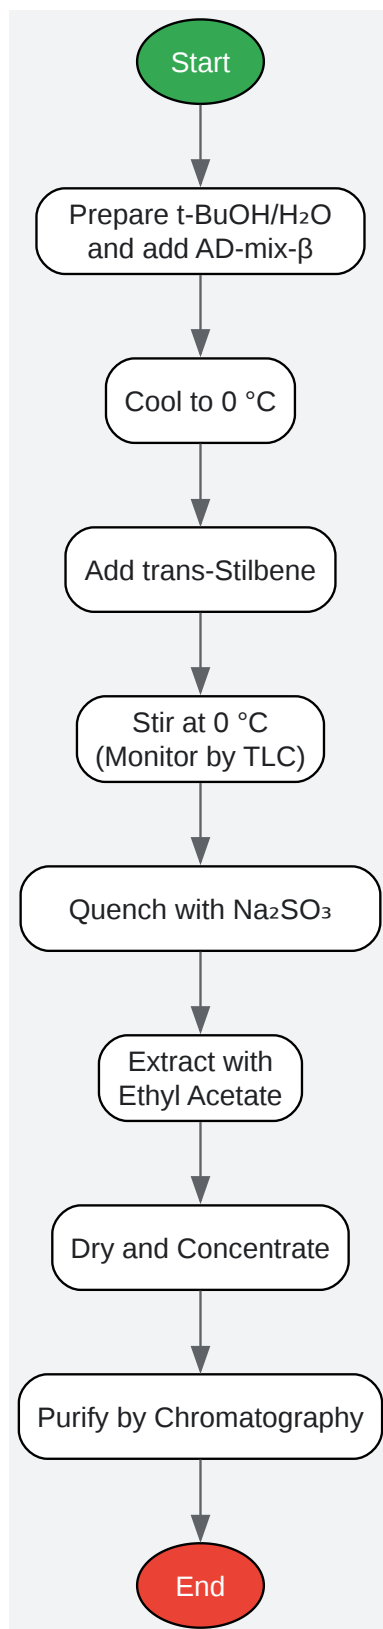 Start
Prepare t-BuOH/H₂O
and add AD-mix-β
Cool to 0 °C
Add trans-Stilbene
Stir at 0 °C
(Monitor by TLC)
Quench with Na₂SO₃
Extract with
Ethyl Acetate
Dry and Concentrate
Purify by Chromatography
End